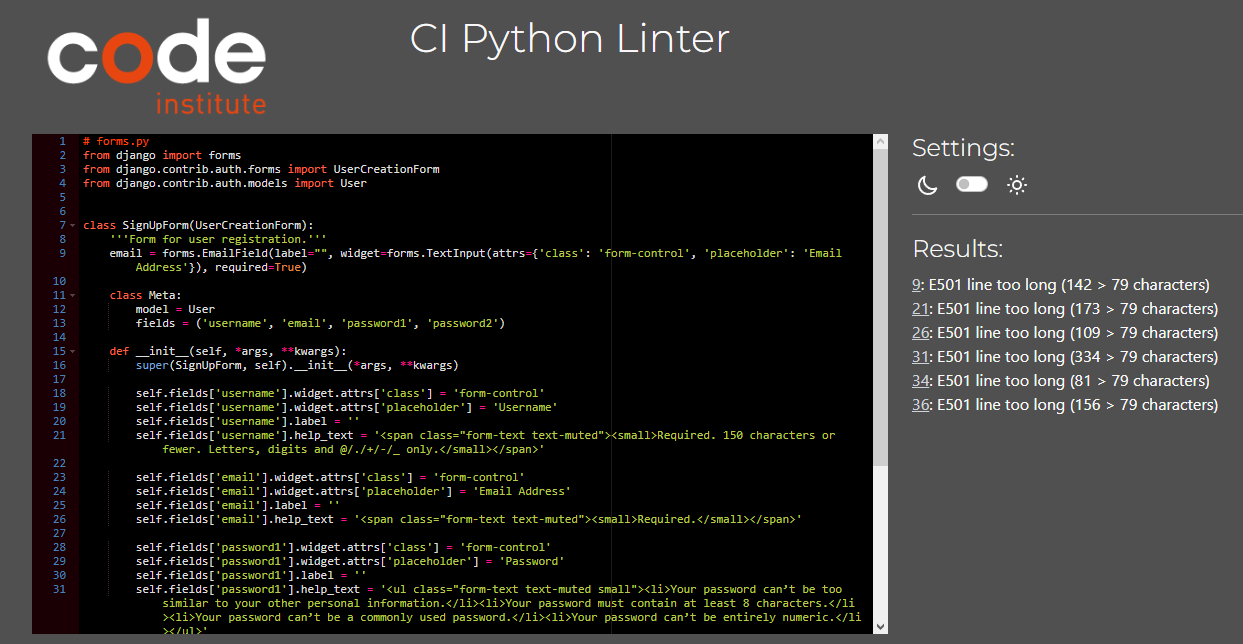 code
institute
CI Python Linter
1 # forms.py
2 from django import forms
3 from django.contrib.auth.forms import UserCreationForm
4 from django.contrib.auth.models import User
5
6
7 class SignUpForm(UserCreationForm):
8 '''Form for user registration.'''
9 email = forms.EmailField(label="", widget=forms.TextInput(attrs={'class': 'form-control', 'placeholder': 'Email
Address'}), required=True)
10
11 class Meta:
12 model = User
13 fields = ('username', 'email', 'password1', 'password2')
14
15 def __init__(self, *args, **kwargs):
16 super(SignUpForm, self).__init__(*args, **kwargs)
17
18 self.fields['username'].widget.attrs['class'] = 'form-control'
19 self.fields['username'].widget.attrs['placeholder'] = 'Username'
20 self.fields['username'].label = ''
21 self.fields['username'].help_text = '<span class="form-text text-muted"><small>Required. 150 characters or
fewer. Letters, digits and @/./+/-/_ only.</small></span>'
22
23 self.fields['email'].widget.attrs['class'] = 'form-control'
24 self.fields['email'].widget.attrs['placeholder'] = 'Email Address'
25 self.fields['email'].label = ''
26 self.fields['email'].help_text = '<span class="form-text text-muted"><small>Required.</small></span>'
27
28 self.fields['password1'].widget.attrs['class'] = 'form-control'
29 self.fields['password1'].widget.attrs['placeholder'] = 'Password'
30 self.fields['password1'].label = ''
31 self.fields['password1'].help_text = '<ul class="form-text text-muted small"><li>Your password can’t be too
similar to your other personal information.</li><li>Your password must contain at least 8 characters.</li
><li>Your password can’t be a commonly used password.</li><li>Your password can’t be entirely numeric.</li
></ul>'
Settings:
Results:
9: E501 line too long (142 > 79 characters)
21: E501 line too long (173 > 79 characters)
26: E501 line too long (109 > 79 characters)
31: E501 line too long (334 > 79 characters)
34: E501 line too long (81 > 79 characters)
36: E501 line too long (156 > 79 characters)